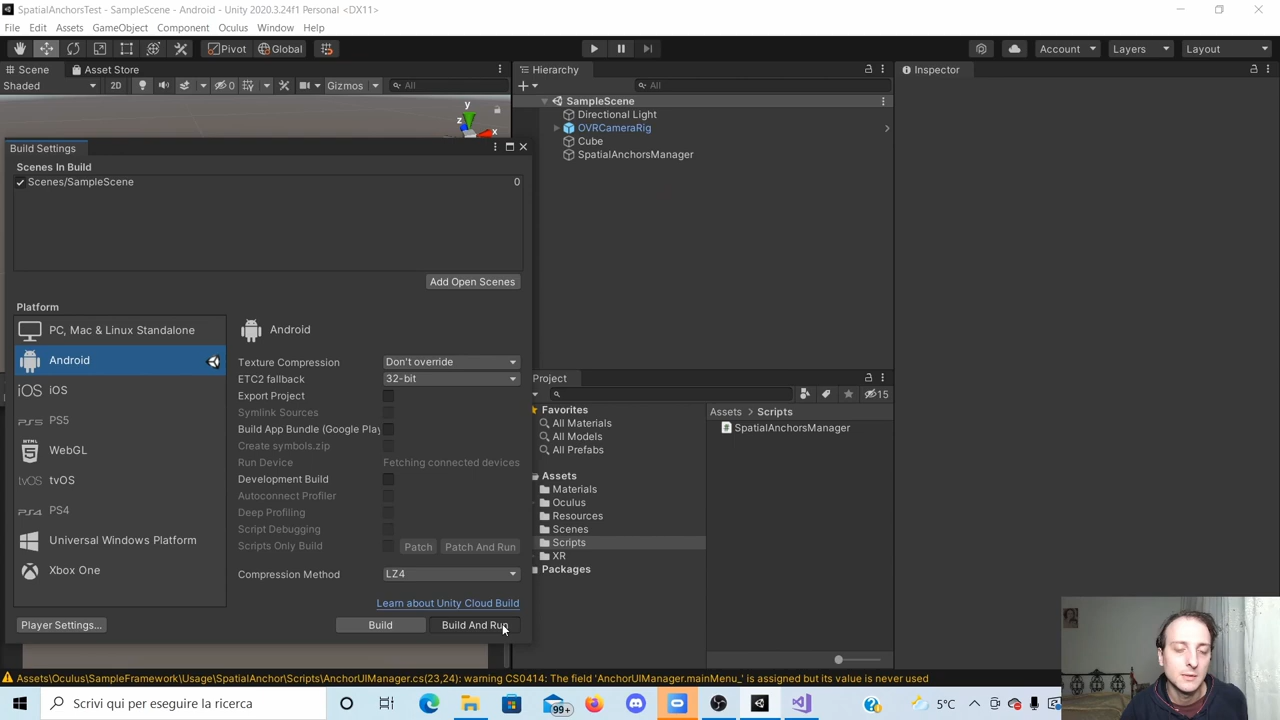 SpatialAnchorsTest - SampleScene - Android - Unity 2020.3.24f1 Personal <DX11>
File Edit Assets GameObject Component Oculus Window Help
Pivot Global Account Layers Layout
Scene Asset Store Hierarchy Inspector
Shaded 2D 0 Gizmos All All
SampleScene
Directional Light
OVRCameraRig
Cube
SpatialAnchorsManager
y
x
Build Settings
Scenes In Build
Scenes/SampleScene 0
Add Open Scenes
Platform
PC, Mac & Linux Standalone
Android
iOS iOS
PS5 PS5
HTML WebGL
tvOS tvOS
PS4 PS4
Universal Windows Platform
Xbox One
Android
Texture Compression Don't override
ETC2 fallback 32-bit
Export Project
Symlink Sources
Build App Bundle (Google Play
Create symbols.zip
Run Device Fetching connected devices
Development Build
Autoconnect Profiler
Deep Profiling
Script Debugging
Scripts Only Build Patch Patch And Run
Compression Method LZ4
Learn about Unity Cloud Build
Player Settings... Build Build And Run
Project
15
Favorites
All Materials
All Models
All Prefabs
Assets
Materials
Oculus
Resources
Scenes
Scripts
XR
Packages
Assets > Scripts
SpatialAnchorsManager
Assets\Oculus\SampleFramework\Usage\SpatialAnchor\Scripts\AnchorUIManager.cs(23,24): warning CS0414: The field 'AnchorUIManager.mainMenu_' is assigned but its value is never used
Scrivi qui per eseguire la ricerca
99+
5°C